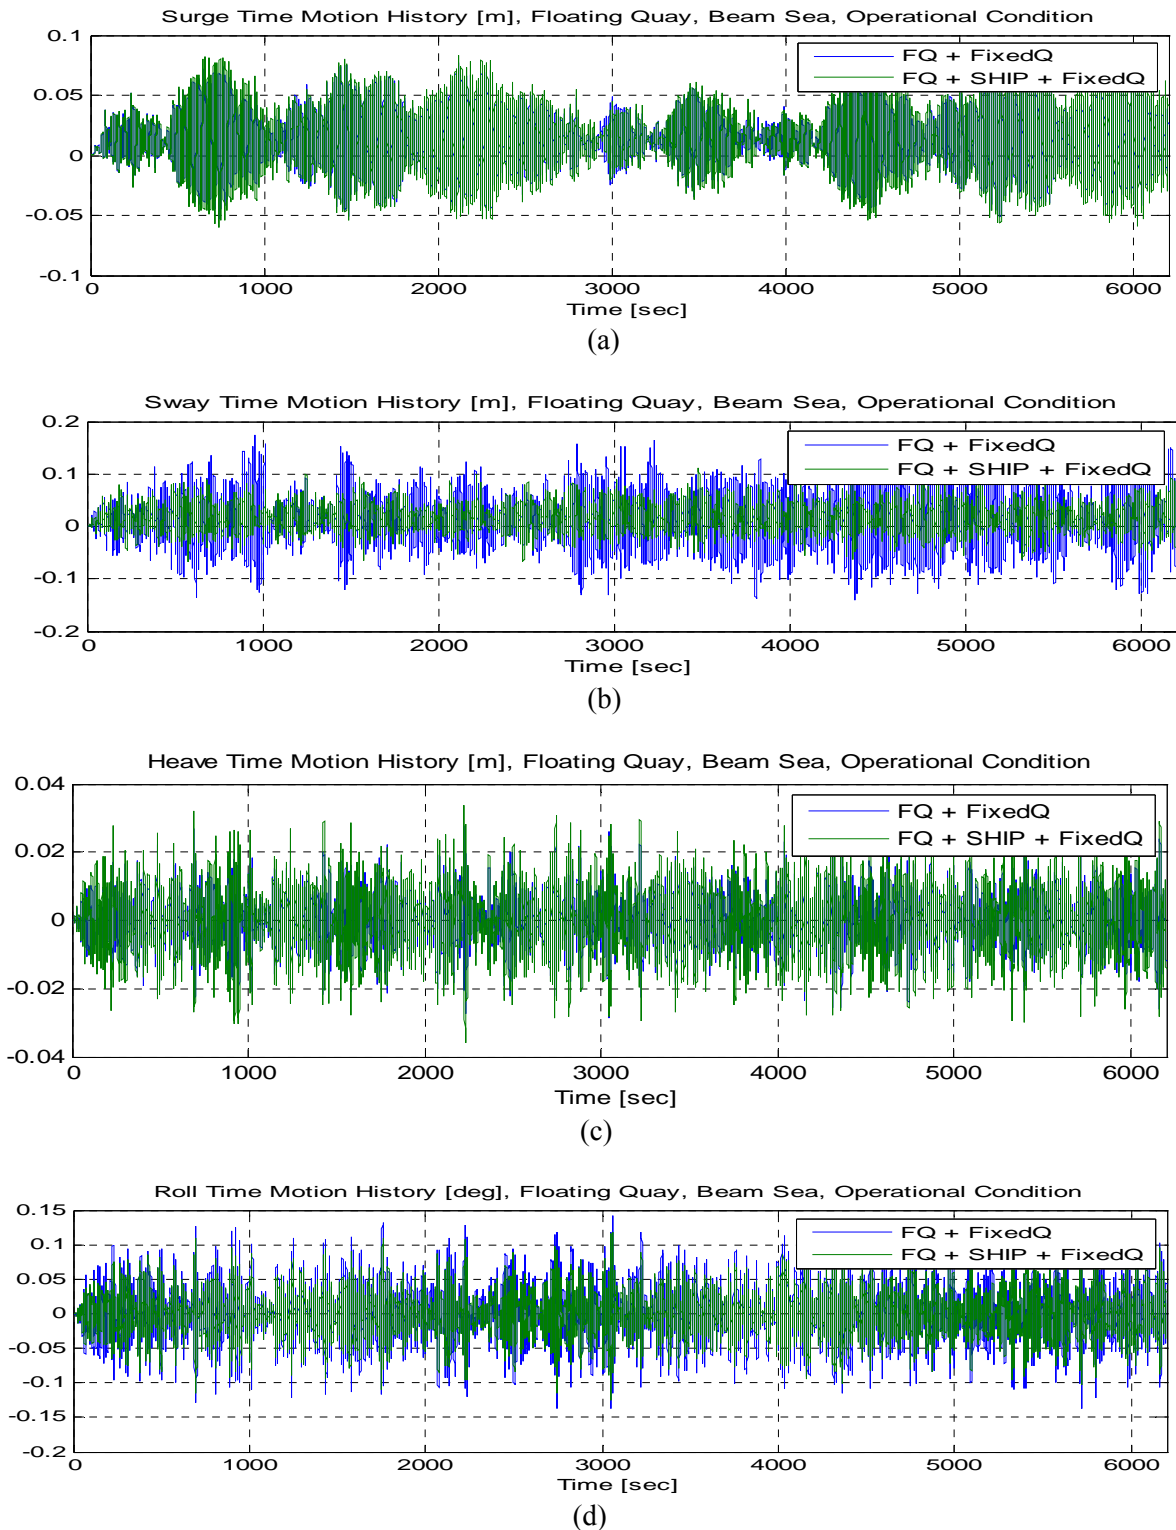 Surge Time Motion History [m], Floating Quay, Beam Sea, Operational Condition
0.1
FQ + FixedQ
FQ + SHIP + FixedQ
0.05
0
-0.05
-0.1
0 1000 2000 3000 4000 5000 6000
Time [sec]
(a)
Sway Time Motion History [m], Floating Quay, Beam Sea, Operational Condition
0.2
FQ + FixedQ
FQ + SHIP + FixedQ
0.1
0
-0.1
-0.2
0 1000 2000 3000 4000 5000 6000
Time [sec]
(b)
Heave Time Motion History [m], Floating Quay, Beam Sea, Operational Condition
0.04
FQ + FixedQ
FQ + SHIP + FixedQ
0.02
0
-0.02
-0.04
0 1000 2000 3000 4000 5000 6000
Time [sec]
(c)
Roll Time Motion History [deg], Floating Quay, Beam Sea, Operational Condition
0.15
FQ + FixedQ
0.1
FQ + SHIP + FixedQ
0.05
0
-0.05
-0.1
-0.15
-0.2
0 1000 2000 3000 4000 5000 6000
Time [sec]
(d)